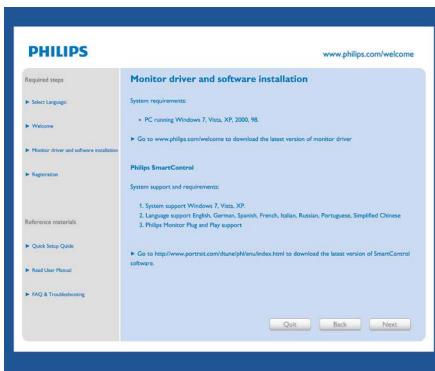 PHILIPS
www.philips.com/welcome
Required steps
► Select Language
► Welcome
► Monitor driver and software installation
► Registration
Reference materials
► Quick Setup Guide
► Read User Manual
► FAQ & Troubleshooting
Monitor driver and software installation
System requirements:
• PC running Windows 7, Vista, XP, 2000, 98.
► Go to www.philips.com/welcome to download the latest version of monitor driver
Philips SmartControl
System support and requirements:
1. System support Windows 7, Vista, XP.
2. Language support English, German, Spanish, French, Italian, Russian, Portuguese, Simplified Chinese
3. Philips Monitor Plug and Play support
► Go to http://www.portrait.com/dtune/phl/enu/index.html to download the latest version of SmartControl
software.
Quit Back Next